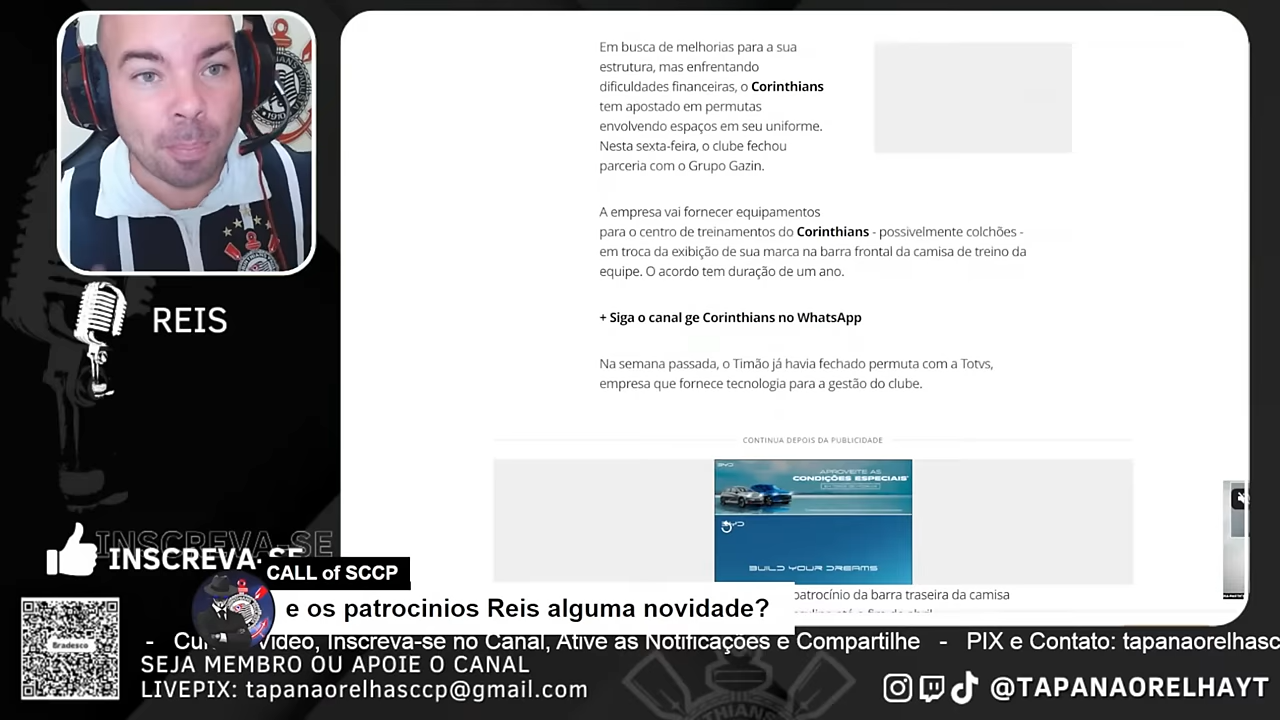 1910
REIS
Em busca de melhorias para a sua
estrutura, mas enfrentando
dificuldades financeiras, o Corinthians
tem apostado em permutas
envolvendo espaços em seu uniforme.
Nesta sexta-feira, o clube fechou
parceria com o Grupo Gazin.
A empresa vai fornecer equipamentos
para o centro de treinamentos do Corinthians - possivelmente colchões -
em troca da exibição de sua marca na barra frontal da camisa de treino da
equipe. O acordo tem duração de um ano.
+ Siga o canal ge Corinthians no WhatsApp
Na semana passada, o Timão já havia fechado permuta com a Totvs,
empresa que fornece tecnologia para a gestão do clube.
CONTINUA DEPOIS DA PUBLICIDADE
BYD
APROVEITE AS
CONDIÇÕES ESPECIAIS
BYD
BUILD YOUR DREAMS
patrocínio da barra traseira da camisa
INSCREVA-SE
INSCREVA-SE
CALL of SCCP
e os patrocinios Reis alguma novidade?
- Cu vídeo, Inscreva-se no Canal, Ative as Notificações e Compartilhe - PIX e Contato: tapanaorelhasc
Bradesco
SEJA MEMBRO OU APOIE O CANAL
LIVEPIX: tapanaorelhasccp@gmail.com
@TAPANAORELHAYT